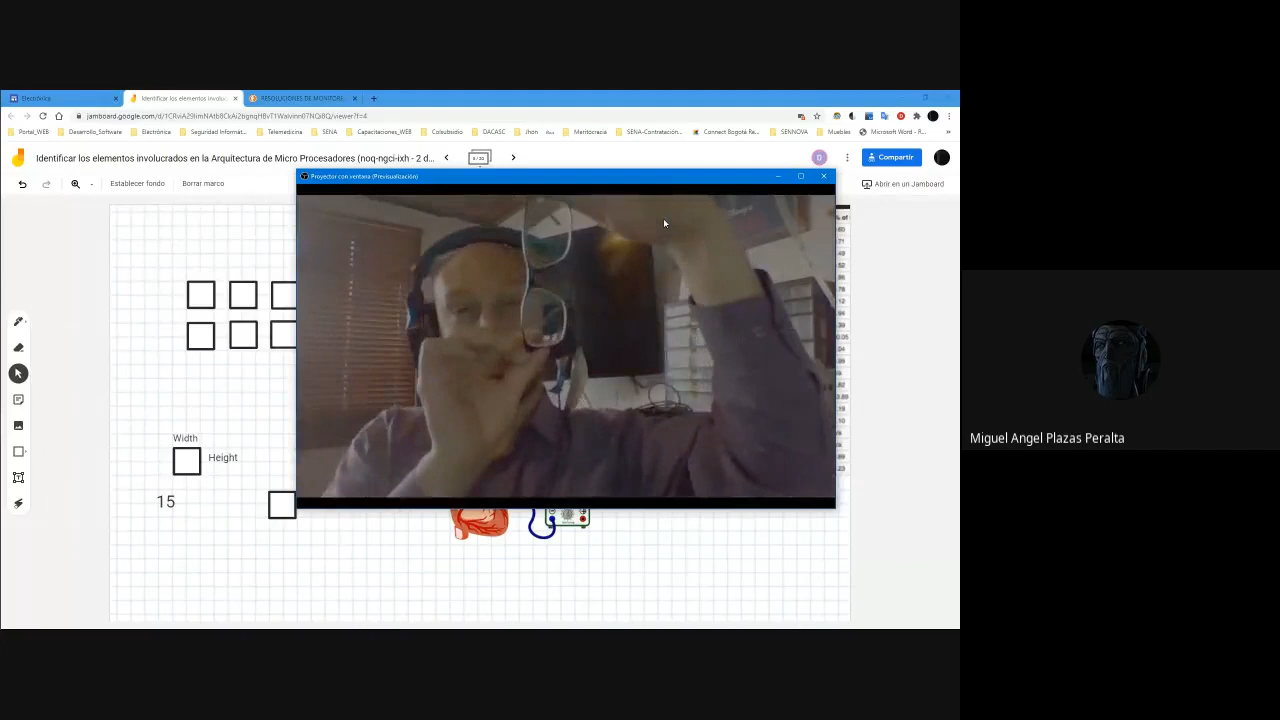 Electrónica
Identificar los elementos involuc
RESOLUCIONES DE MONITORE
jamboard.google.com/d/1CRviA29IimNAtb8CkAi2bgnqHBvT1Waivinn07NQi8Q/viewer?f=4
Portal_WEB
Desarrollo_Software
Electrónica
Seguridad Informát...
Telemedicina
SENA
Capacitaciones_WEB
Colsubsidio
DACASC
Jhon
Meritocracia
SENA-Contratación...
Connect Bogotá Re...
SENNOVA
Muebles
Microsoft Word - R...
Identificar los elementos involucrados en la Arquitectura de Micro Procesadores (noq-ngci-ixh - 2 d...
D
Compartir
Establecer fondo
Borrar marco
Abrir en un Jamboard
Proyector con ventana (Previsualización)
Width
Height
15
Miguel Angel Plazas Peralta